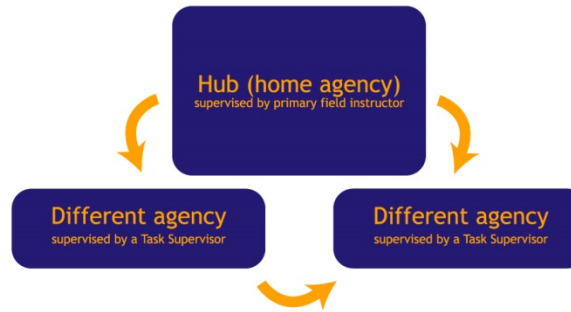 Hub (home agency)
supervised by primary field instructor
Different agency
supervised by a Task Supervisor
Different agency
supervised by a Task Supervisor